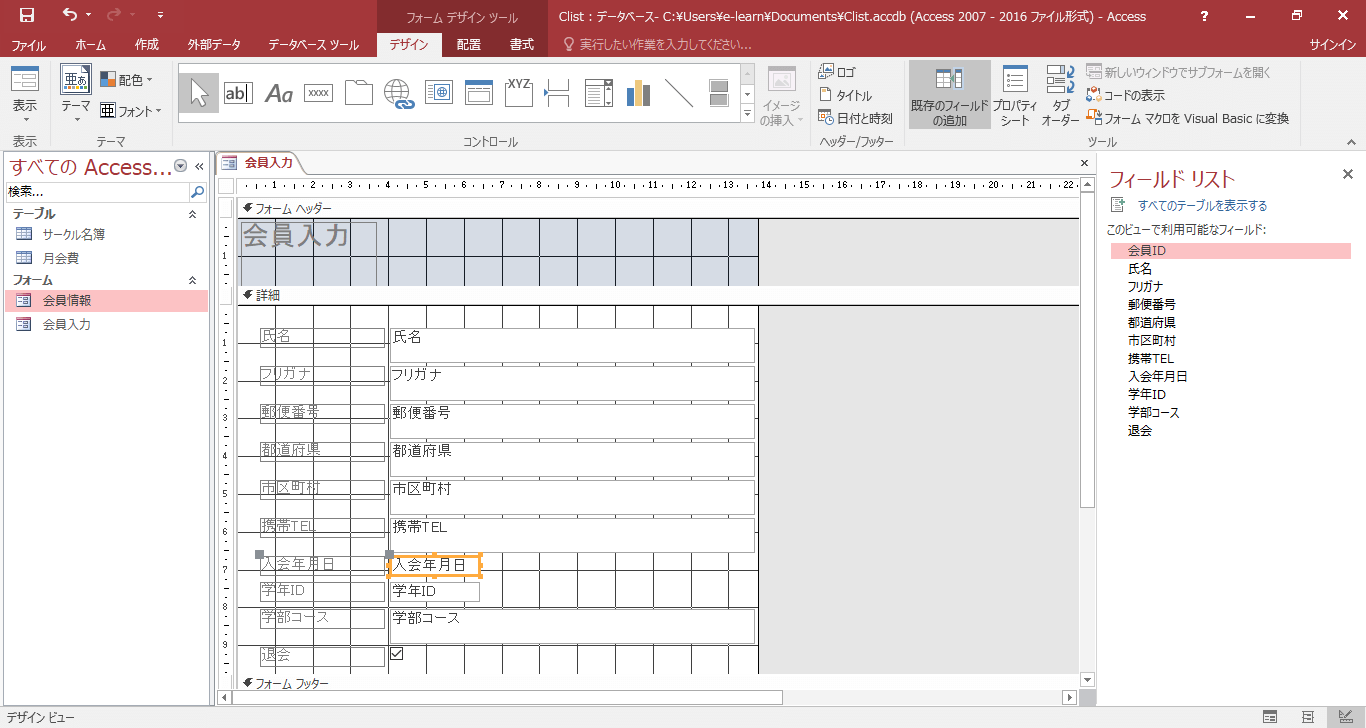 フォーム デザイン ツール
Clist : データベース- C:¥Users¥e-learn¥Documents¥Clist.accdb (Access 2007 - 2016 ファイル形式) - Access
?
ファイル ホーム 作成 外部データ データベース ツール デザイン 配置 書式 実行したい作業を入力してください... サインイン
表示
表示
亜あ
テーマ
配色
亜 フォント
テーマ
ab|
Aa
XXXX
XYZ
コントロール
イメージ
の挿入
ロゴ
タイトル
日付と時刻
ヘッダー/フッター
既存のフィールド
の追加
プロパティ
シート
タブ
オーダー
新しいウィンドウでサブフォームを開く
コードの表示
フォーム マクロを Visual Basic に変換
ツール
すべての Access...
検索...
テーブル
サークル名簿
月会費
フォーム
会員情報
会員入力
会員入力
1 2 3 4 5 6 7 8 9 10 11 12 13 14 15 16 17 18 19 20 21 22
フォーム ヘッダー
会員入力
1
詳細
氏名 氏名
1
フリガナ フリガナ
2
郵便番号 郵便番号
3
都道府県 都道府県
4
市区町村 市区町村
5
携帯TEL 携帯TEL
6
入会年月日 入会年月日
7
学年ID 学年ID
8
学部コース 学部コース
9
退会
フォーム フッター
フィールド リスト
すべてのテーブルを表示する
このビューで利用可能なフィールド:
会員ID
氏名
フリガナ
郵便番号
都道府県
市区町村
携帯TEL
入会年月日
学年ID
学部コース
退会
デザイン ビュー